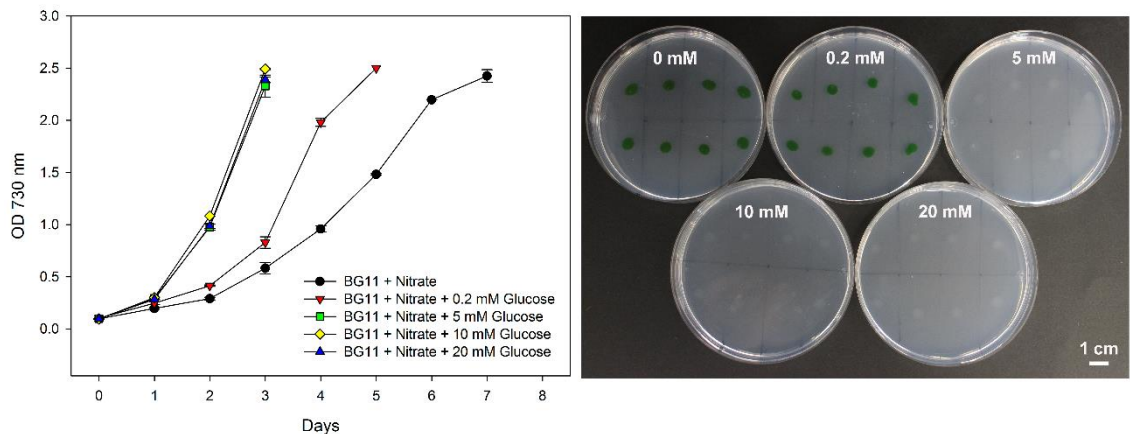 3.0
2.5
2.0
1.5
1.0
0.5
0.0
OD 730 nm
BG11 + Nitrate
BG11 + Nitrate + 0.2 mM Glucose
BG11 + Nitrate + 5 mM Glucose
BG11 + Nitrate + 10 mM Glucose
BG11 + Nitrate + 20 mM Glucose
0 1 2 3 4 5 6 7 8
Days
0 mM 0.2 mM 5 mM
10 mM 20 mM
1 cm